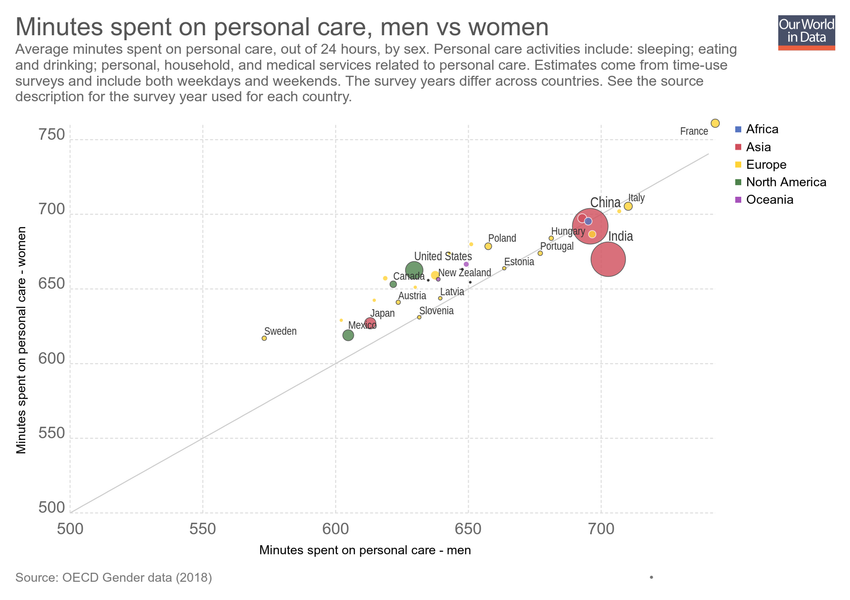 Minutes spent on personal care, men vs women
Our World
in Data
Average minutes spent on personal care, out of 24 hours, by sex. Personal care activities include: sleeping; eating
and drinking; personal, household, and medical services related to personal care. Estimates come from time-use
surveys and include both weekdays and weekends. The survey years differ across countries. See the source
description for the survey year used for each country.
750
700
650
600
550
500
Minutes spent on personal care - women
France
Italy
China
India
Hungary
Poland
Portugal
United States
Estonia
New Zealand
Canada
Latvia
Austria
Slovenia
Japan
Mexico
Sweden
Africa
Asia
Europe
North America
Oceania
500
550
600
650
700
Minutes spent on personal care - men
Source: OECD Gender data (2018)